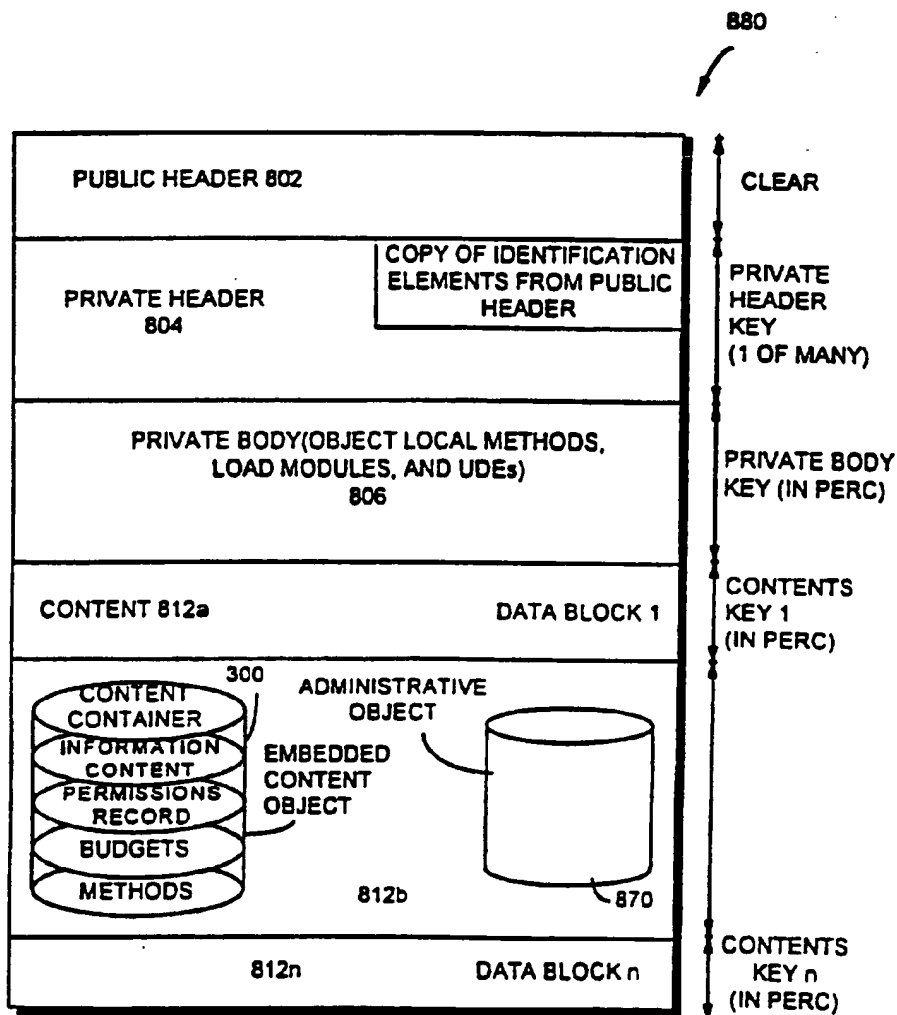 880
PUBLIC HEADER 802
CLEAR
COPY OF IDENTIFICATION
ELEMENTS FROM PUBLIC
HEADER
PRIVATE HEADER
804
PRIVATE
HEADER
KEY
(1 OF MANY)
PRIVATE BODY(OBJECT LOCAL METHODS,
LOAD MODULES, AND UDEs)
806
PRIVATE BODY
KEY (IN PERC)
CONTENT 812a
DATA BLOCK 1
CONTENTS
KEY 1
(IN PERC)
300
CONTENT
CONTAINER
INFORMATION
CONTENT
PERMISSIONS
RECORD
BUDGETS
METHODS
EMBEDDED
CONTENT
OBJECT
ADMINISTRATIVE
OBJECT
812b
870
812n
DATA BLOCK n
CONTENTS
KEY n
(IN PERC)